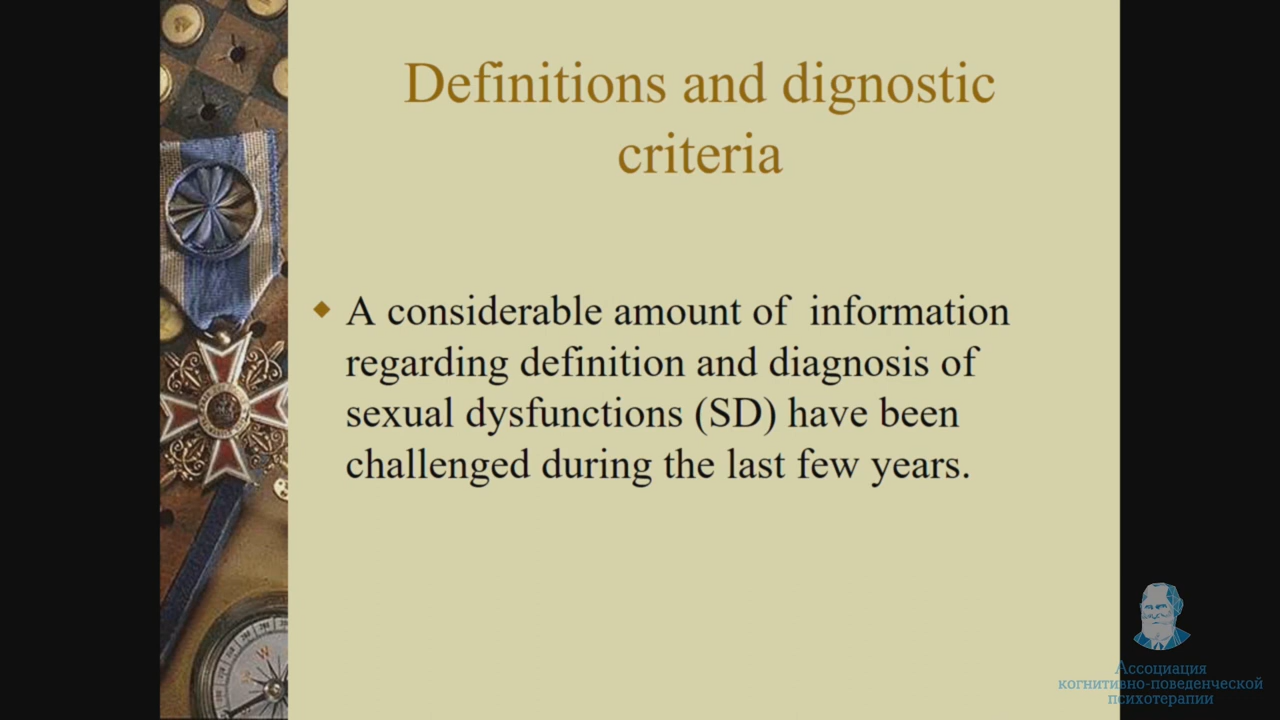 Definitions and dignostic
criteria
A considerable amount of information
regarding definition and diagnosis of
sexual dysfunctions (SD) have been
challenged during the last few years.
Ассоциация
когнитивно-поведенческой
психотерапии